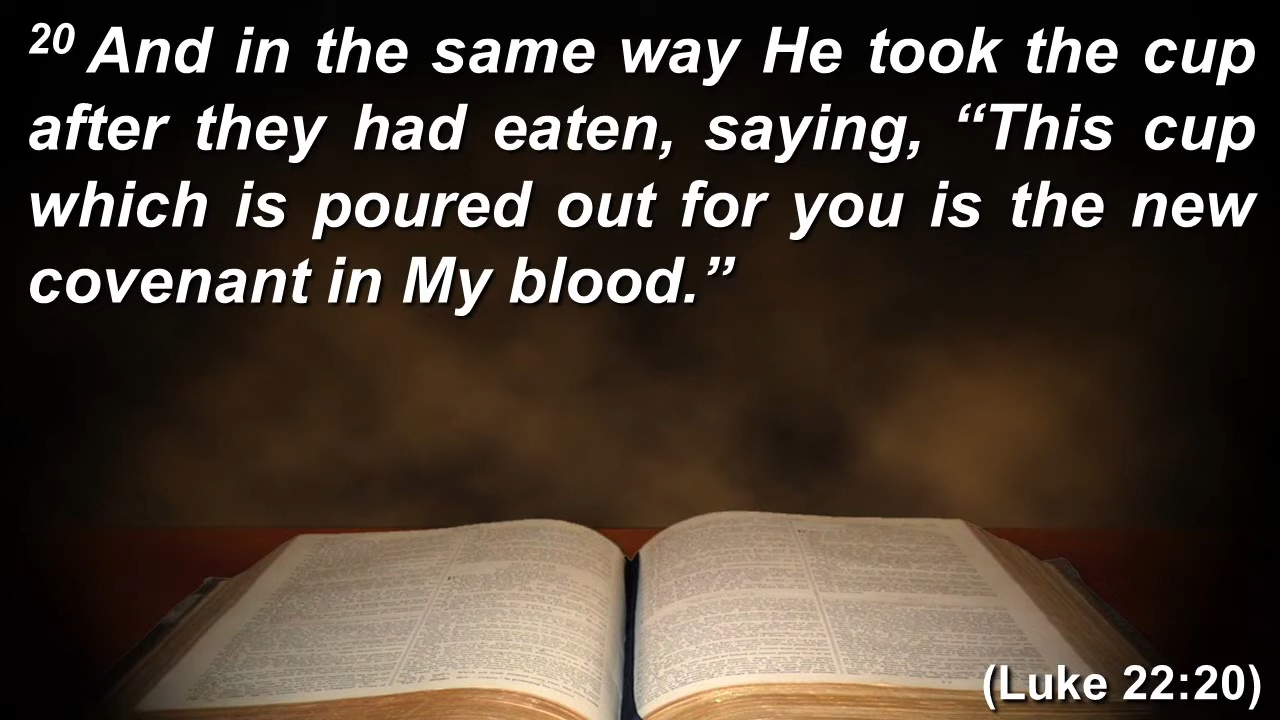 20 And in the same way He took the cup
after they had eaten, saying, “This cup
which is poured out for you is the new
covenant in My blood.”
(Luke 22:20)